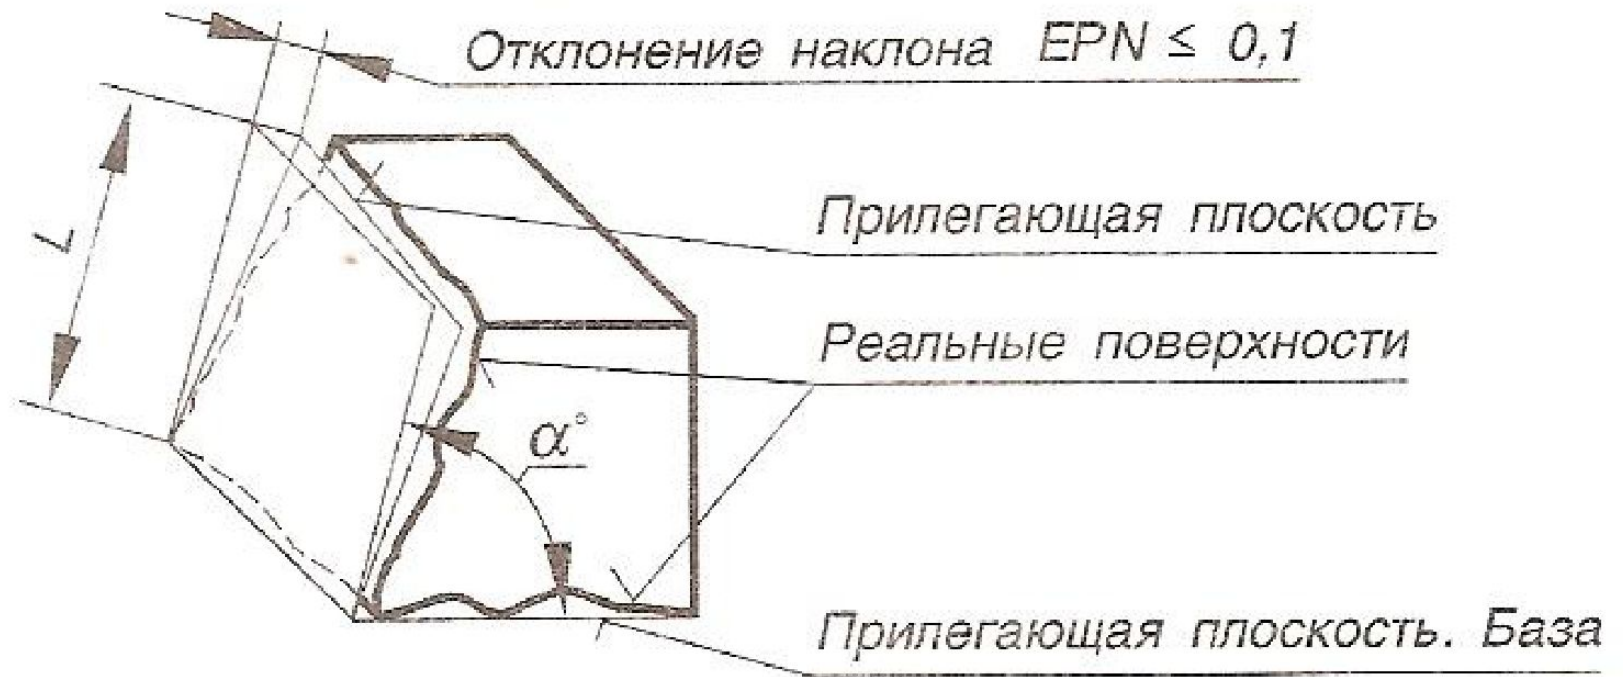 Отклонение наклона EPN ≤ 0,1
Прилегающая плоскость
L
Реальные поверхности
α°
Прилегающая плоскость. База